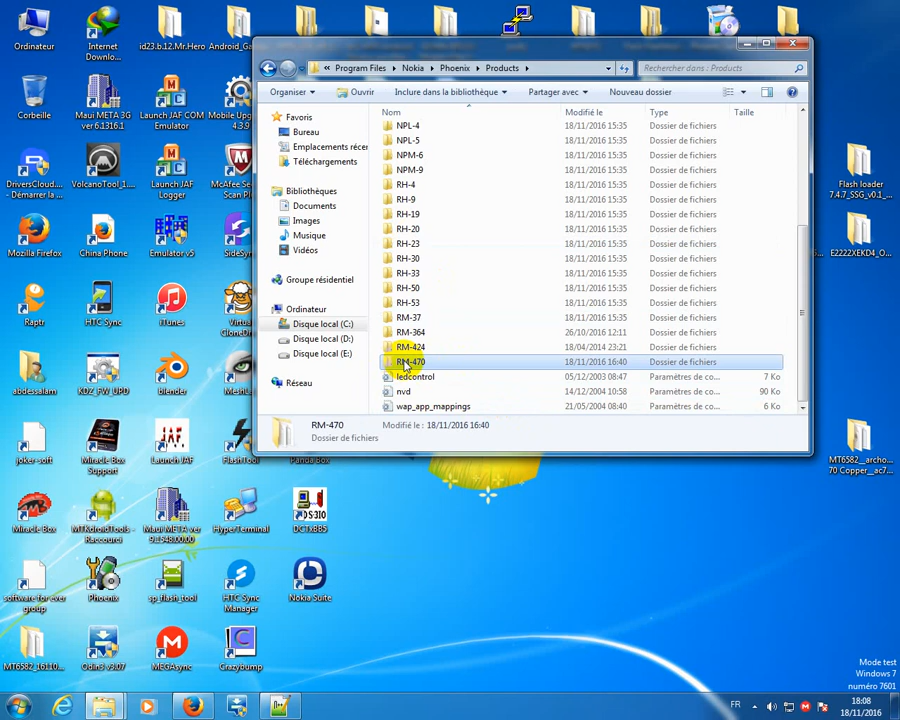 Ordinateur
Internet
Downlo...
id23.b.12.Mr.Hero
Android_G
Corbeille
Maui META 3G
ver 6.1316.1
Launch JAF COM
Emulator
Mobile Upg
4.3.9
DriversCloud....
- Démarrer la ...
VolcanoTool_1....
Launch JAF
Logger
McAfee Se
Scan Pl
Mozilla Firefox
China Phone
Emulator v5
SideSyn
Raptr
HTC Sync
iTunes
Virtua
CloneDr
abdessalam
KDZ_FW_UPD
blender
MeshL
joker-soft
Miracle Box
Support
Launch JAF
FlashTool
Panda Box
Miracle Box
MTKdroidTools -
Raccourci
Maui META ver
9.1548.00.00
HyperTerminal
DCTxBB5
software for ever
group
Phoenix
sp_flash_tool
HTC Sync
Manager
Nokia Suite
MT6582_16110...
Odin3 v3.07
MEGAsync
Crazybump
Flash loader
7.4.7_SSG_v0.1_...
E2222XEKD4_O...
MT6582__archo...
70 Copper__ac7...
« Program Files
Nokia
Phoenix
Products
Rechercher dans : Products
Organiser
Ouvrir
Inclure dans la bibliothèque
Partager avec
Nouveau dossier
Favoris
Bureau
Emplacements récer
Téléchargements
Bibliothèques
Documents
Images
Musique
Vidéos
Groupe résidentiel
Ordinateur
Disque local (C:)
Disque local (D:)
Disque local (E:)
Réseau
Nom Modifié le Type Taille
NPL-4 18/11/2016 15:35 Dossier de fichiers
NPL-5 18/11/2016 15:35 Dossier de fichiers
NPM-6 18/11/2016 15:35 Dossier de fichiers
NPM-9 18/11/2016 15:35 Dossier de fichiers
RH-4 18/11/2016 15:35 Dossier de fichiers
RH-9 18/11/2016 15:35 Dossier de fichiers
RH-19 18/11/2016 15:35 Dossier de fichiers
RH-20 18/11/2016 15:35 Dossier de fichiers
RH-23 18/11/2016 15:35 Dossier de fichiers
RH-30 18/11/2016 15:35 Dossier de fichiers
RH-33 18/11/2016 15:35 Dossier de fichiers
RH-50 18/11/2016 15:35 Dossier de fichiers
RH-53 18/11/2016 15:35 Dossier de fichiers
RM-37 18/11/2016 15:35 Dossier de fichiers
RM-364 26/10/2016 12:11 Dossier de fichiers
RM-424 18/04/2014 23:21 Dossier de fichiers
RM-470 18/11/2016 16:40 Dossier de fichiers
ledcontrol 05/12/2003 08:47 Paramètres de co... 7 Ko
nvd 14/12/2004 10:58 Paramètres de co... 90 Ko
wap_app_mappings 21/05/2004 08:40 Paramètres de co... 6 Ko
RM-470 Modifié le : 18/11/2016 16:40
Dossier de fichiers
Mode test
Windows 7
numéro 7601
FR
18:08
18/11/2016